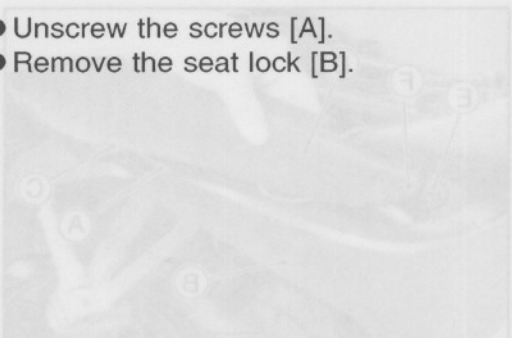 ● Unscrew the screws [A].
● Remove the seat lock [B].
F
E
C
A
B